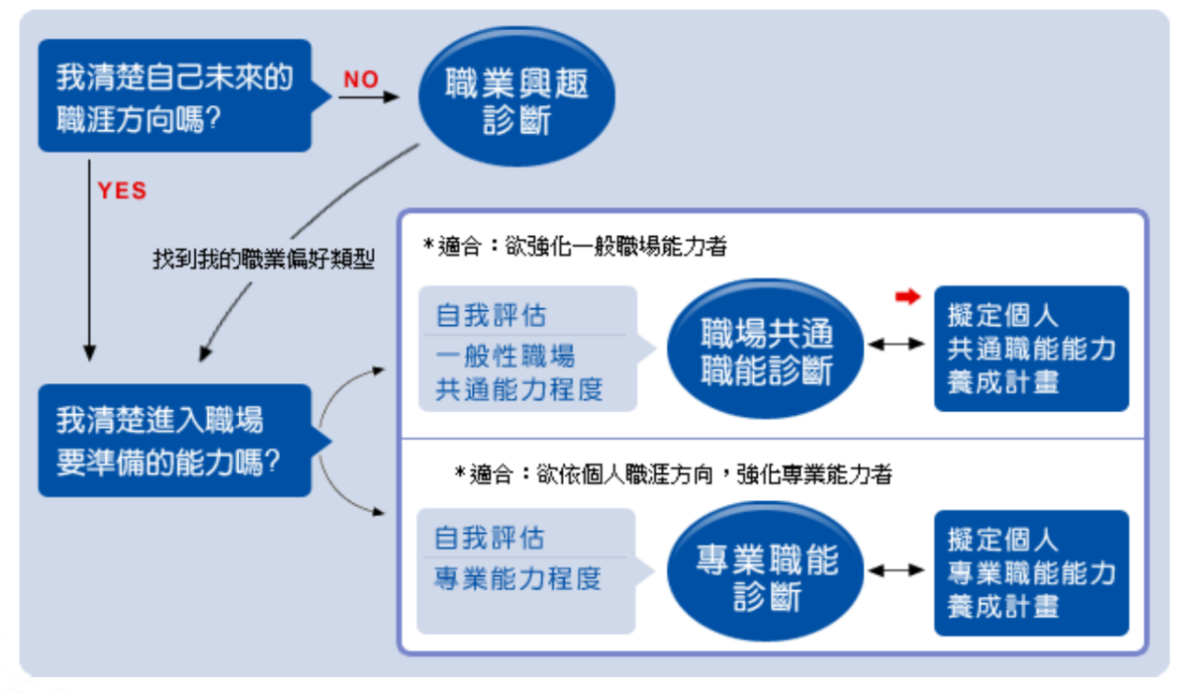 我清楚自己未來的
職涯方向嗎?
NO
職業興趣
診斷
YES
找到我的職業偏好類型
我清楚進入職場
要準備的能力嗎?
*適合：欲強化一般職場能力者
自我評估
一般性職場
共通能力程度
職場共通
職能診斷
擬定個人
共通職能能力
養成計畫
*適合：欲依個人職涯方向，強化專業能力者
自我評估
專業能力程度
專業職能
診斷
擬定個人
專業職能能力
養成計畫